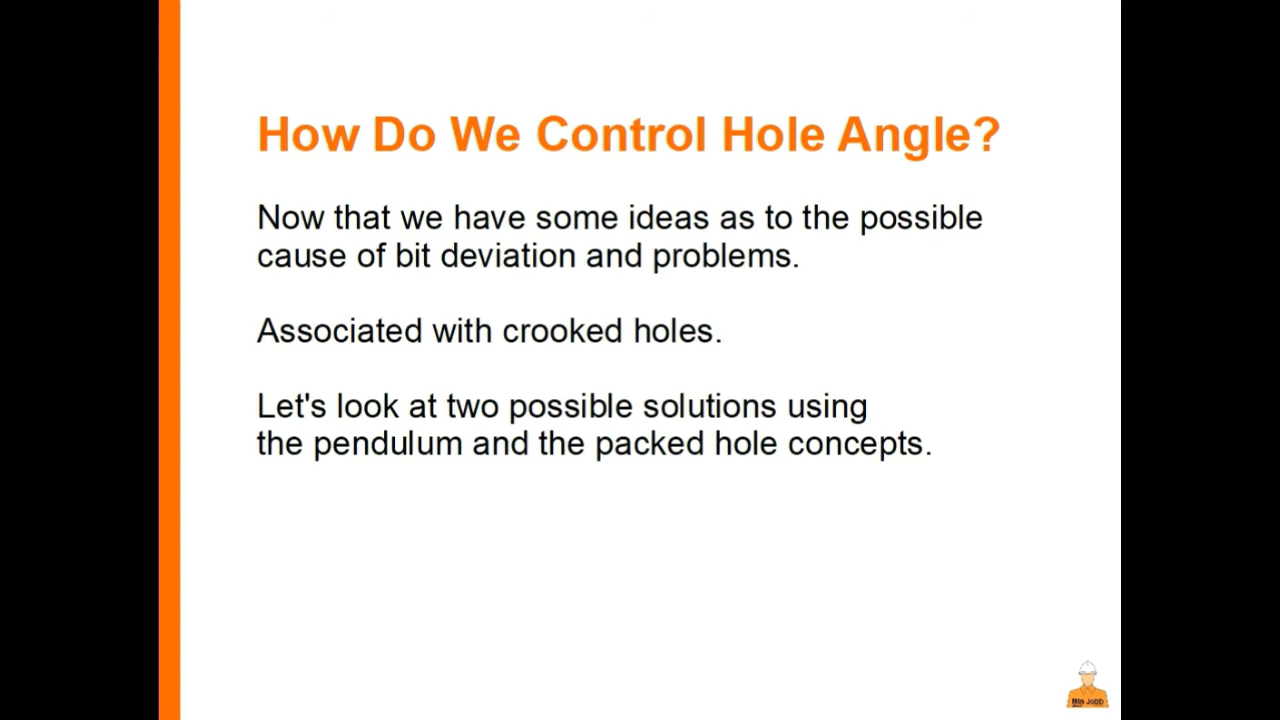 How Do We Control Hole Angle?
Now that we have some ideas as to the possible
cause of bit deviation and problems.
Associated with crooked holes.
Let's look at two possible solutions using
the pendulum and the packed hole concepts.